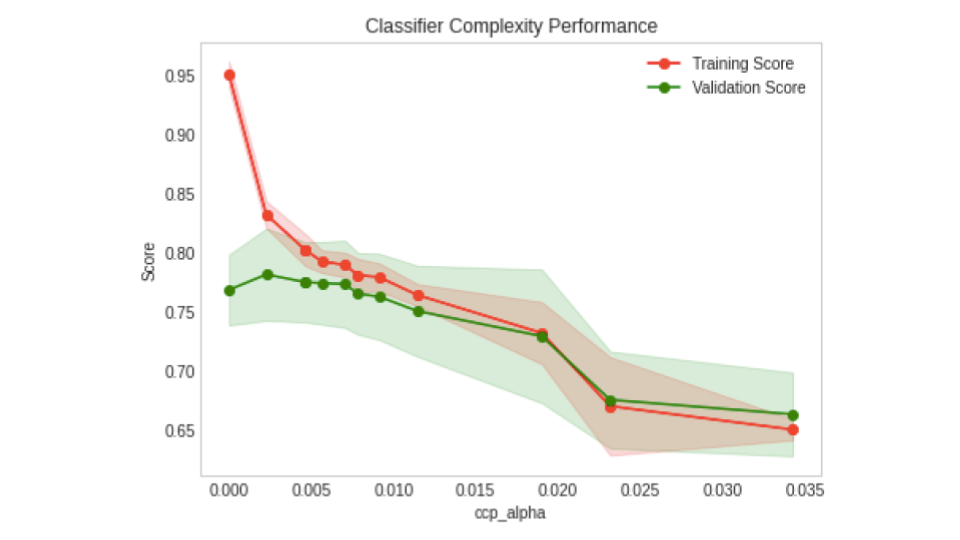 Classifier Complexity Performance
Training Score
Validation Score
0.95
0.90
0.85
0.80
0.75
0.70
0.65
Score
0.000 0.005 0.010 0.015 0.020 0.025 0.030 0.035
ccp_alpha